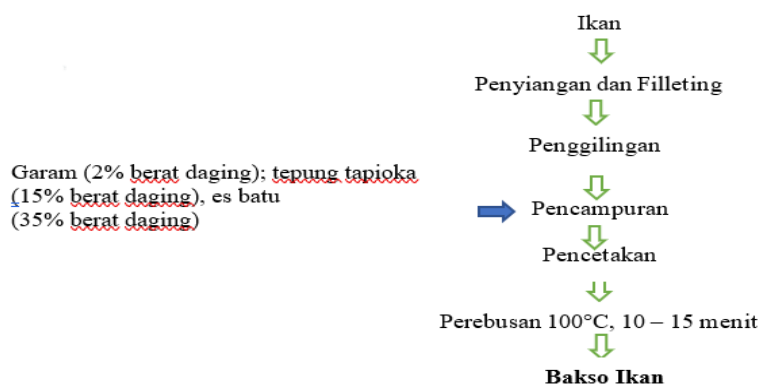 Ikan
Penyiangan dan Filleting
Penggilingan
Garam (2% berat daging); tepung tapioka
(15% berat daging), es batu
(35% berat daging)
Pencampuran
Pencetakan
Perebusan 100°C, 10 – 15 menit
Bakso Ikan